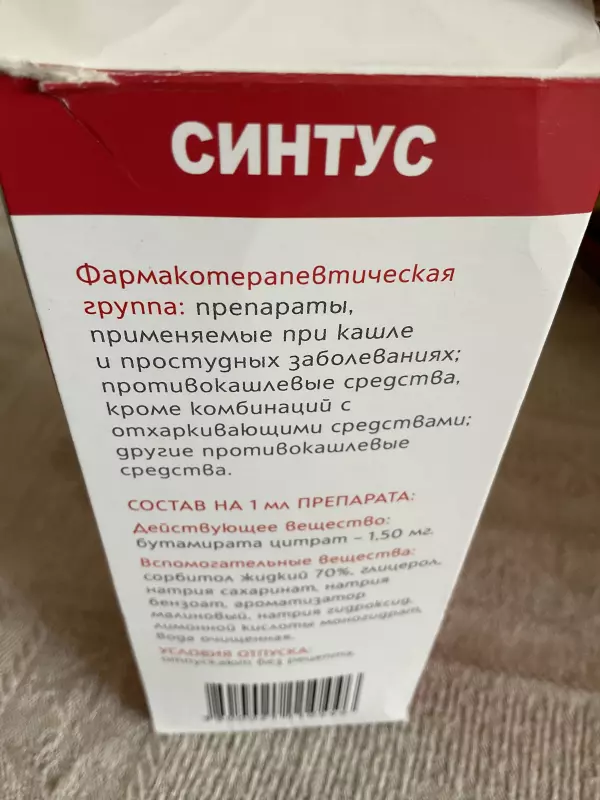 СИНТУС
Фармакотерапевтическая
группа: препараты,
применяемые при кашле
и простудных заболеваниях;
противокашлевые средства,
кроме комбинаций с
отхаркивающими средствами;
другие противокашлевые
средства.
СОСТАВ НА 1 мл ПРЕПАРАТА:
Действующее вещество:
бутамирата цитрат – 1,50 мг.
Вспомогательные вещества:
сорбитол жидкий 70%, глицерол,
натрия сахаринат, натрия
бензоат, ароматизатор
малиновый, натрия гидроксид,
лимонной кислоты моногидрат,
вода очищенная.
УСЛОВИЯ ОТПУСКА:
отпускают без рецепта.